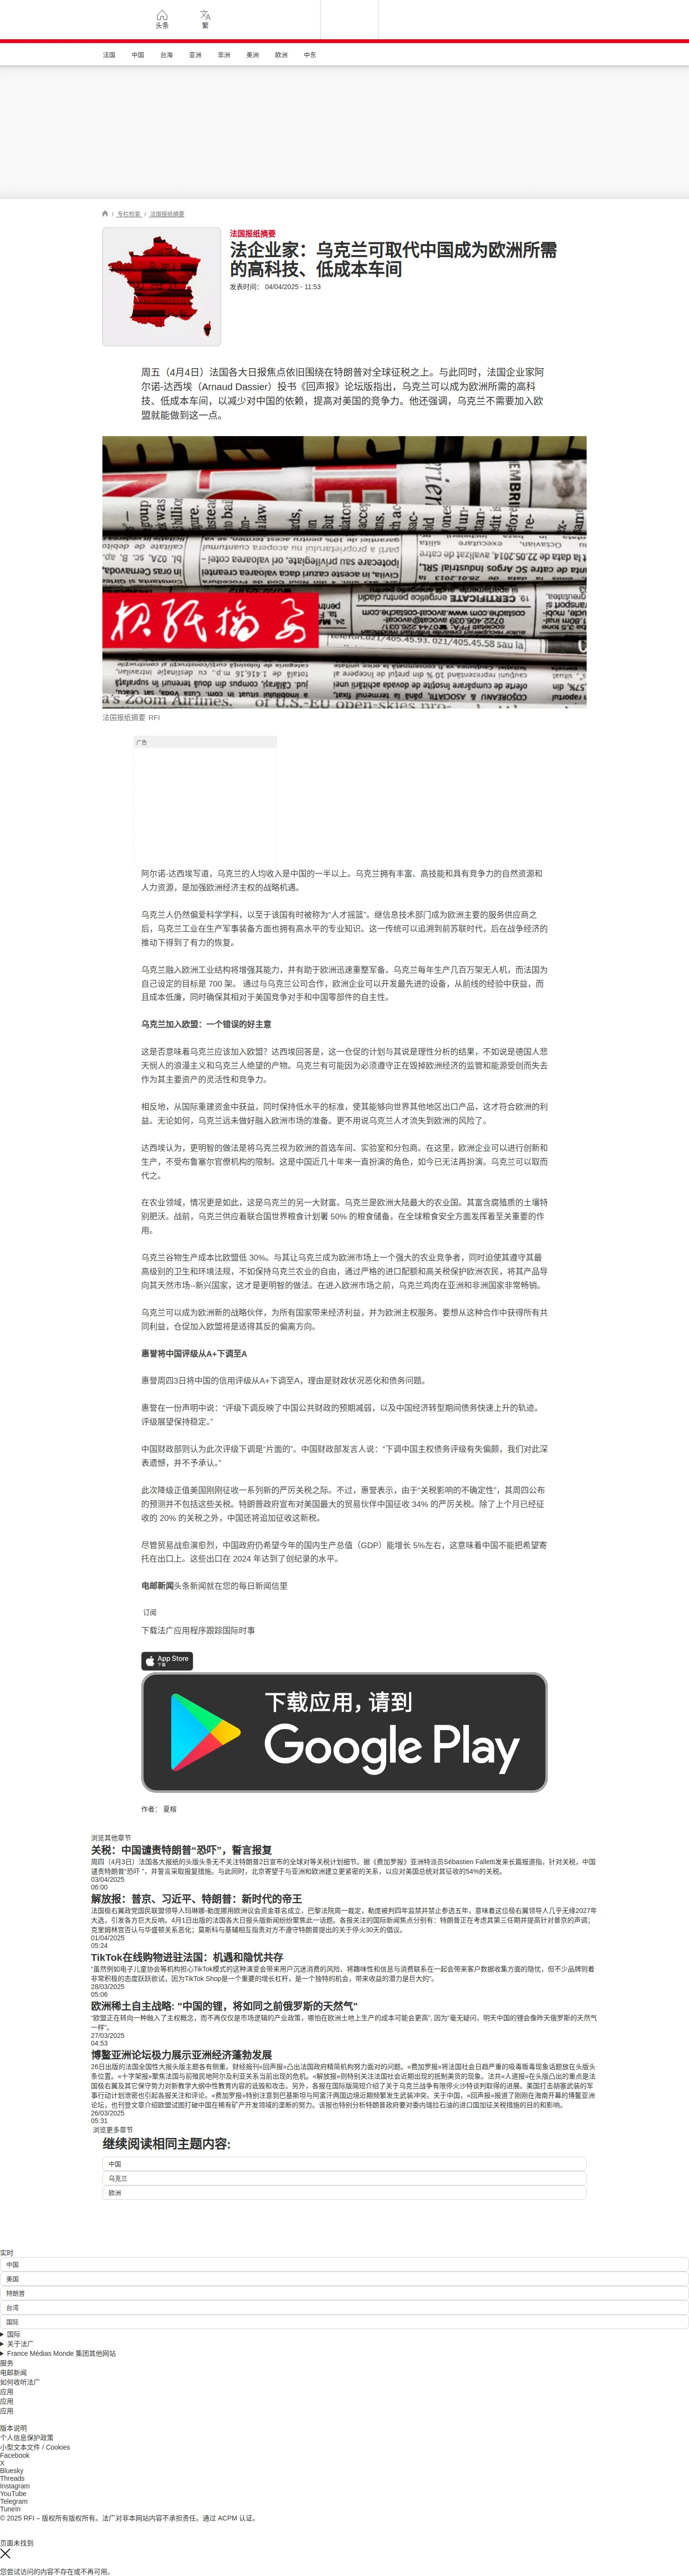 头条
繁
法国
中国
台海
亚洲
非洲
美洲
欧洲
中东
/ 专栏检索 / 法国报纸摘要
法国报纸摘要
法企业家：乌克兰可取代中国成为欧洲所需
的高科技、低成本车间
发表时间： 04/04/2025 - 11:53
周五（4月4日）法国各大日报焦点依旧围绕在特朗普对全球征税之上。与此同时，法国企业家阿
尔诺-达西埃（Arnaud Dassier）投书《回声报》论坛版指出，乌克兰可以成为欧洲所需的高科
技、低成本车间，以减少对中国的依赖，提高对美国的竞争力。他还强调，乌克兰不需要加入欧
盟就能做到这一点。
报纸摘要
法国报纸摘要 RFI
广告
阿尔诺-达西埃写道，乌克兰的人均收入是中国的一半以上。乌克兰拥有丰富、高技能和具有竞争力的自然资源和
人力资源，是加强欧洲经济主权的战略机遇。
乌克兰人仍然偏爱科学学科，以至于该国有时被称为“人才摇篮”。继信息技术部门成为欧洲主要的服务供应商之
后，乌克兰工业在生产军事装备方面也拥有高水平的专业知识。这一传统可以追溯到前苏联时代，后在战争经济的
推动下得到了有力的恢复。
乌克兰融入欧洲工业结构将增强其能力，并有助于欧洲迅速重整军备。乌克兰每年生产几百万架无人机，而法国为
自己设定的目标是 700 架。 通过与乌克兰公司合作，欧洲企业可以开发最先进的设备，从前线的经验中获益，而
且成本低廉，同时确保其相对于美国竞争对手和中国零部件的自主性。
乌克兰加入欧盟：一个错误的好主意
这是否意味着乌克兰应该加入欧盟？达西埃回答是，这一仓促的计划与其说是理性分析的结果，不如说是德国人悲
天悯人的浪漫主义和乌克兰人绝望的产物。乌克兰有可能因为必须遵守正在毁掉欧洲经济的监管和能源受创而失去
作为其主要资产的灵活性和竞争力。
相反地，从国际重建资金中获益，同时保持低水平的标准，使其能够向世界其他地区出口产品，这才符合欧洲的利
益。无论如何，乌克兰远未做好融入欧洲市场的准备。更不用说乌克兰人才流失到欧洲的风险了。
达西埃认为，更明智的做法是将乌克兰视为欧洲的首选车间、实验室和分包商。在这里，欧洲企业可以进行创新和
生产，不受布鲁塞尔官僚机构的限制。这是中国近几十年来一直扮演的角色，如今已无法再扮演。乌克兰可以取而
代之。
在农业领域，情况更是如此，这是乌克兰的另一大财富。乌克兰是欧洲大陆最大的农业国。其富含腐殖质的土壤特
别肥沃。战前，乌克兰供应着联合国世界粮食计划署 50% 的粮食储备，在全球粮食安全方面发挥着至关重要的作
用。
乌克兰谷物生产成本比欧盟低 30%。与其让乌克兰成为欧洲市场上一个强大的农业竞争者，同时迫使其遵守其最
高级别的卫生和环境法规，不如保持乌克兰农业的自由，通过严格的进口配额和高关税保护欧洲农民，将其产品导
向其天然市场--新兴国家，这才是更明智的做法。在进入欧洲市场之前，乌克兰鸡肉在亚洲和非洲国家非常畅销。
乌克兰可以成为欧洲新的战略伙伴，为所有国家带来经济利益，并为欧洲主权服务。要想从这种合作中获得所有共
同利益，仓促加入欧盟将是适得其反的偏离方向。
惠誉将中国评级从A+下调至A
惠誉周四3日将中国的信用评级从A+下调至A，理由是财政状况恶化和债务问题。
惠誉在一份声明中说：“评级下调反映了中国公共财政的预期减弱，以及中国经济转型期间债务快速上升的轨迹。
评级展望保持稳定。”
中国财政部则认为此次评级下调是“片面的”。中国财政部发言人说：“下调中国主权债务评级有失偏颇，我们对此深
表遗憾，并不予承认。”
此次降级正值美国刚刚征收一系列新的严厉关税之际。不过，惠誉表示，由于“关税影响的不确定性”，其周四公布
的预测并不包括这些关税。特朗普政府宣布对美国最大的贸易伙伴中国征收 34% 的严厉关税。除了上个月已经征
收的 20% 的关税之外，中国还将追加征收这新税。
尽管贸易战愈演愈烈，中国政府仍希望今年的国内生产总值（GDP）能增长 5%左右，这意味着中国不能把希望寄
托在出口上。这些出口在 2024 年达到了创纪录的水平。
电邮新闻头条新闻就在您的每日新闻信里
订阅
下载法广应用程序跟踪国际时事
App Store
下载
下载应用，请到
Google Play
作者： 夏榕
浏览其他章节
关税：中国谴责特朗普“恐吓”，誓言报复
周四（4月3日）法国各大报纸的头版头条无不关注特朗普2日宣布的全球对等关税计划细节。据《费加罗报》亚洲特派员Sébastien Falletti发来长篇报道指，针对关税，中国
谴责特朗普“恐吓 ”，并誓言采取报复措施。与此同时，北京寄望于与亚洲和欧洲建立更紧密的关系，以应对美国总统对其征收的54%的关税。
03/04/2025
06:00
解放报：普京、习近平、特朗普：新时代的帝王
法国极右翼政党国民联盟领导人玛琳娜-勒庞挪用欧洲议会资金罪名成立，巴黎法院周一裁定，勒庞被判四年监禁并禁止参选五年，意味着这位极右翼领导人几乎无缘2027年
大选，引发各方巨大反响。4月1日出版的法国各大日报头版新闻纷纷聚焦此一话题。各报关注的国际新闻焦点分别有：特朗普正在考虑其第三任期并提高针对普京的声调；
克里姆林宫否认与华盛顿关系恶化；莫斯科与基辅相互指责对方不遵守特朗普提出的关于停火30天的倡议。
01/04/2025
05:24
TikTok在线购物进驻法国：机遇和隐忧共存
“虽然例如电子儿童协会等机构担心TikTok模式的这种演变会带来用户沉迷消费的风险、将趣味性和信息与消费联系在一起会带来客户数据收集方面的隐忧，但不少品牌则着
非常积极的态度跃跃欲试，因为TikTok Shop是一个重要的增长杠杆，是一个独特的机会，带来收益的潜力是巨大的”。
28/03/2025
05:06
欧洲稀土自主战略: "中国的锂，将如同之前俄罗斯的天然气"
“欧盟正在转向一种融入了主权概念，而不再仅仅是市场逻辑的产业政策，哪怕在欧洲土地上生产的成本可能会更高”, 因为“毫无疑问，明天中国的锂会像昨天俄罗斯的天然气
一样”。
27/03/2025
04:53
博鳌亚洲论坛极力展示亚洲经济蓬勃发展
26日出版的法国全国性大报头版主题各有侧重。财经报刊«回声报»凸出法国政府精简机构努力面对的问题。«费加罗报»将法国社会日趋严重的吸毒贩毒现象话题放在头版头
条位置。«十字架报»聚焦法国与前殖民地阿尔及利亚关系当前出现的危机。«解放报»则特别关注法国社会近期出现的抵制美货的现象。法共«人道报»在头版凸出的重点是法
国极右翼及其它保守势力对新教学大纲中性教育内容的诋毁和攻击。另外，各报在国际版简短介绍了关于乌克兰战争有限停火沙特谈判取得的进展。美国打击胡塞武装的军
事行动计划泄密也引起各报关注和评论。«费加罗报»特别注意到巴基斯坦与阿富汗两国边境近期频繁发生武装冲突。关于中国，«回声报»报道了刚刚在海南开幕的博鳌亚洲
论坛，也刊登文章介绍欧盟试图打破中国在稀有矿产开发领域的垄断的努力。该报也特别分析特朗普政府要对委内瑞拉石油的进口国加征关税措施的目的和影响。
26/03/2025
05:31
浏览更多章节
继续阅读相同主题内容:
中国
乌克兰
欧洲
实时
中国
美国
特朗普
台湾
国际
国际
关于法广
France Médias Monde 集团其他网站
服务
电邮新闻
如何收听法广
应用
应用
应用
版本说明
个人信息保护政策
小型文本文件 / Cookies
Facebook
X
Bluesky
Threads
Instagram
YouTube
Telegram
TuneIn
© 2025 RFI – 版权所有版权所有。法广对非本网站内容不承担责任。通过 ACPM 认证。
页面未找到
您尝试访问的内容不存在或不再可用。